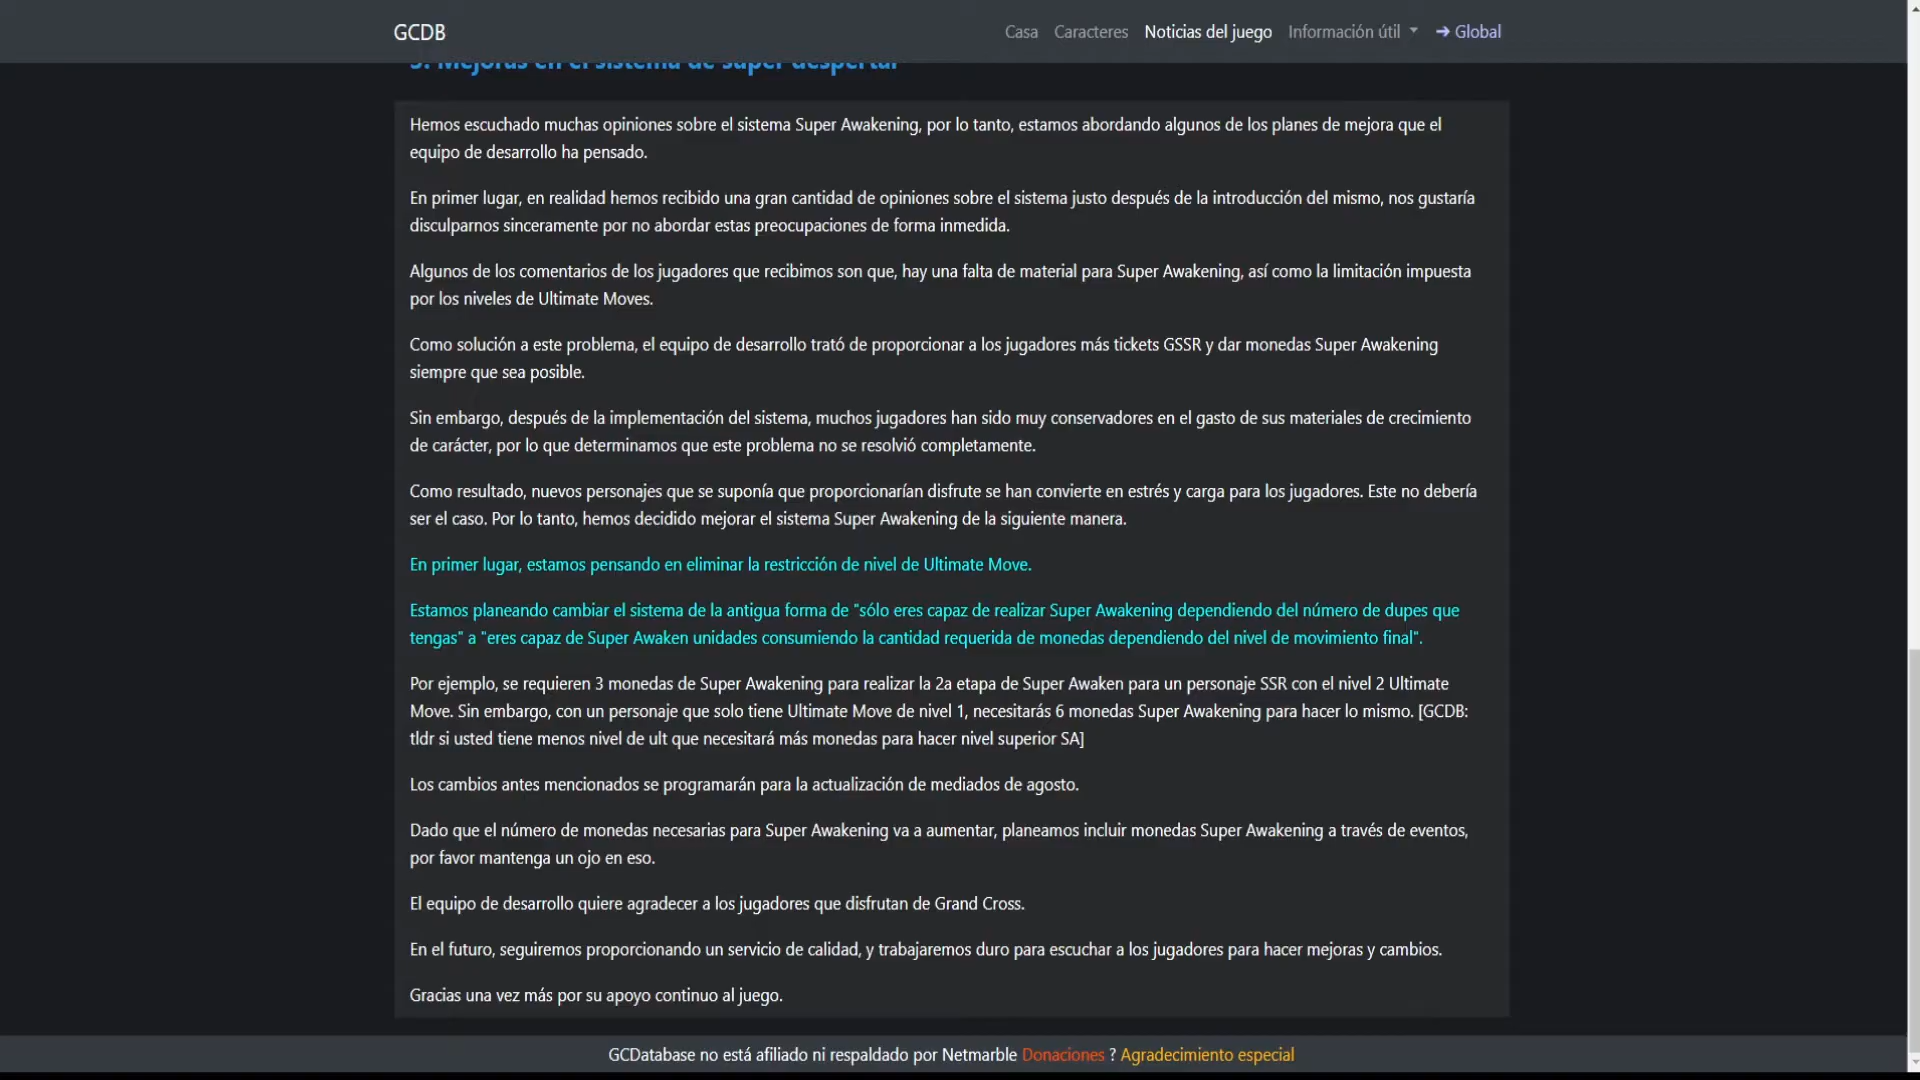 GCDB
Casa Caracteres Noticias del juego Información útil ➔ Global
5. Mejoras en el sistema de súper despertar
Hemos escuchado muchas opiniones sobre el sistema Super Awakening, por lo tanto, estamos abordando algunos de los planes de mejora que el
equipo de desarrollo ha pensado.
En primer lugar, en realidad hemos recibido una gran cantidad de opiniones sobre el sistema justo después de la introducción del mismo, nos gustaría
disculparnos sinceramente por no abordar estas preocupaciones de forma inmedida.
Algunos de los comentarios de los jugadores que recibimos son que, hay una falta de material para Super Awakening, así como la limitación impuesta
por los niveles de Ultimate Moves.
Como solución a este problema, el equipo de desarrollo trató de proporcionar a los jugadores más tickets GSSR y dar monedas Super Awakening
siempre que sea posible.
Sin embargo, después de la implementación del sistema, muchos jugadores han sido muy conservadores en el gasto de sus materiales de crecimiento
de carácter, por lo que determinamos que este problema no se resolvió completamente.
Como resultado, nuevos personajes que se suponía que proporcionarían disfrute se han convierte en estrés y carga para los jugadores. Este no debería
ser el caso. Por lo tanto, hemos decidido mejorar el sistema Super Awakening de la siguiente manera.
En primer lugar, estamos pensando en eliminar la restricción de nivel de Ultimate Move.
Estamos planeando cambiar el sistema de la antigua forma de "sólo eres capaz de realizar Super Awakening dependiendo del número de dupes que
tengas" a "eres capaz de Super Awaken unidades consumiendo la cantidad requerida de monedas dependiendo del nivel de movimiento final".
Por ejemplo, se requieren 3 monedas de Super Awakening para realizar la 2a etapa de Super Awaken para un personaje SSR con el nivel 2 Ultimate
Move. Sin embargo, con un personaje que solo tiene Ultimate Move de nivel 1, necesitarás 6 monedas Super Awakening para hacer lo mismo. [GCDB:
tldr si usted tiene menos nivel de ult que necesitará más monedas para hacer nivel superior SA]
Los cambios antes mencionados se programarán para la actualización de mediados de agosto.
Dado que el número de monedas necesarias para Super Awakening va a aumentar, planeamos incluir monedas Super Awakening a través de eventos,
por favor mantenga un ojo en eso.
El equipo de desarrollo quiere agradecer a los jugadores que disfrutan de Grand Cross.
En el futuro, seguiremos proporcionando un servicio de calidad, y trabajaremos duro para escuchar a los jugadores para hacer mejoras y cambios.
Gracias una vez más por su apoyo continuo al juego.
GCDatabase no está afiliado ni respaldado por Netmarble Donaciones ? Agradecimiento especial